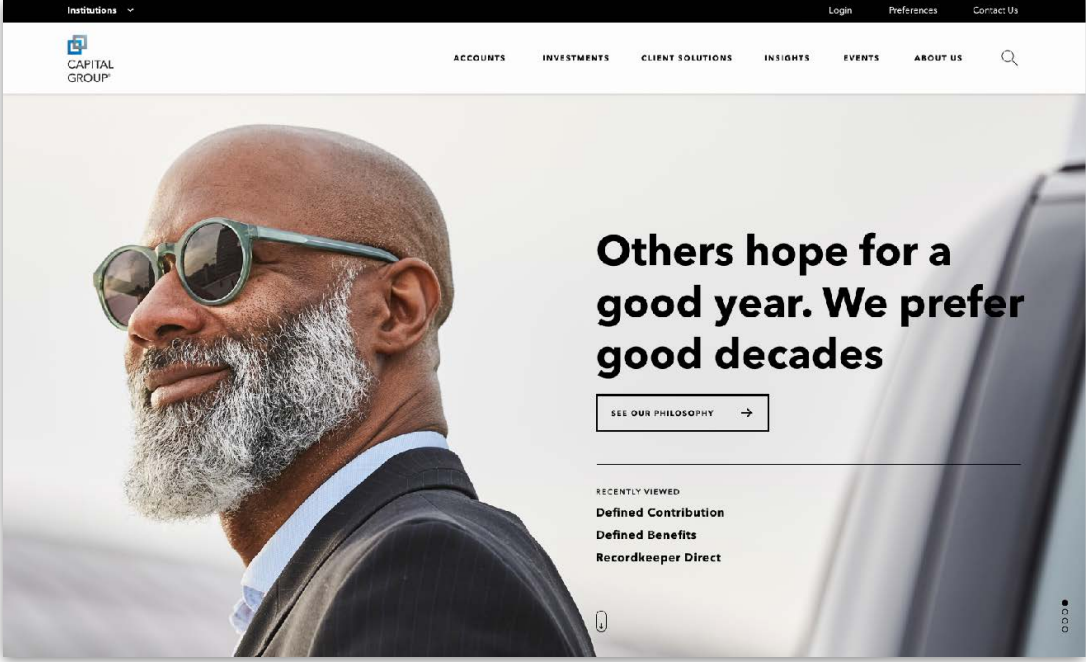 Institutions
Login Preferences Contact Us
CAPITAL
GROUP®
ACCOUNTS INVESTMENTS CLIENT SOLUTIONS INSIGHTS EVENTS ABOUT US
Others hope for a
good year. We prefer
good decades
SEE OUR PHILOSOPHY
RECENTLY VIEWED
Defined Contribution
Defined Benefits
Recordkeeper Direct